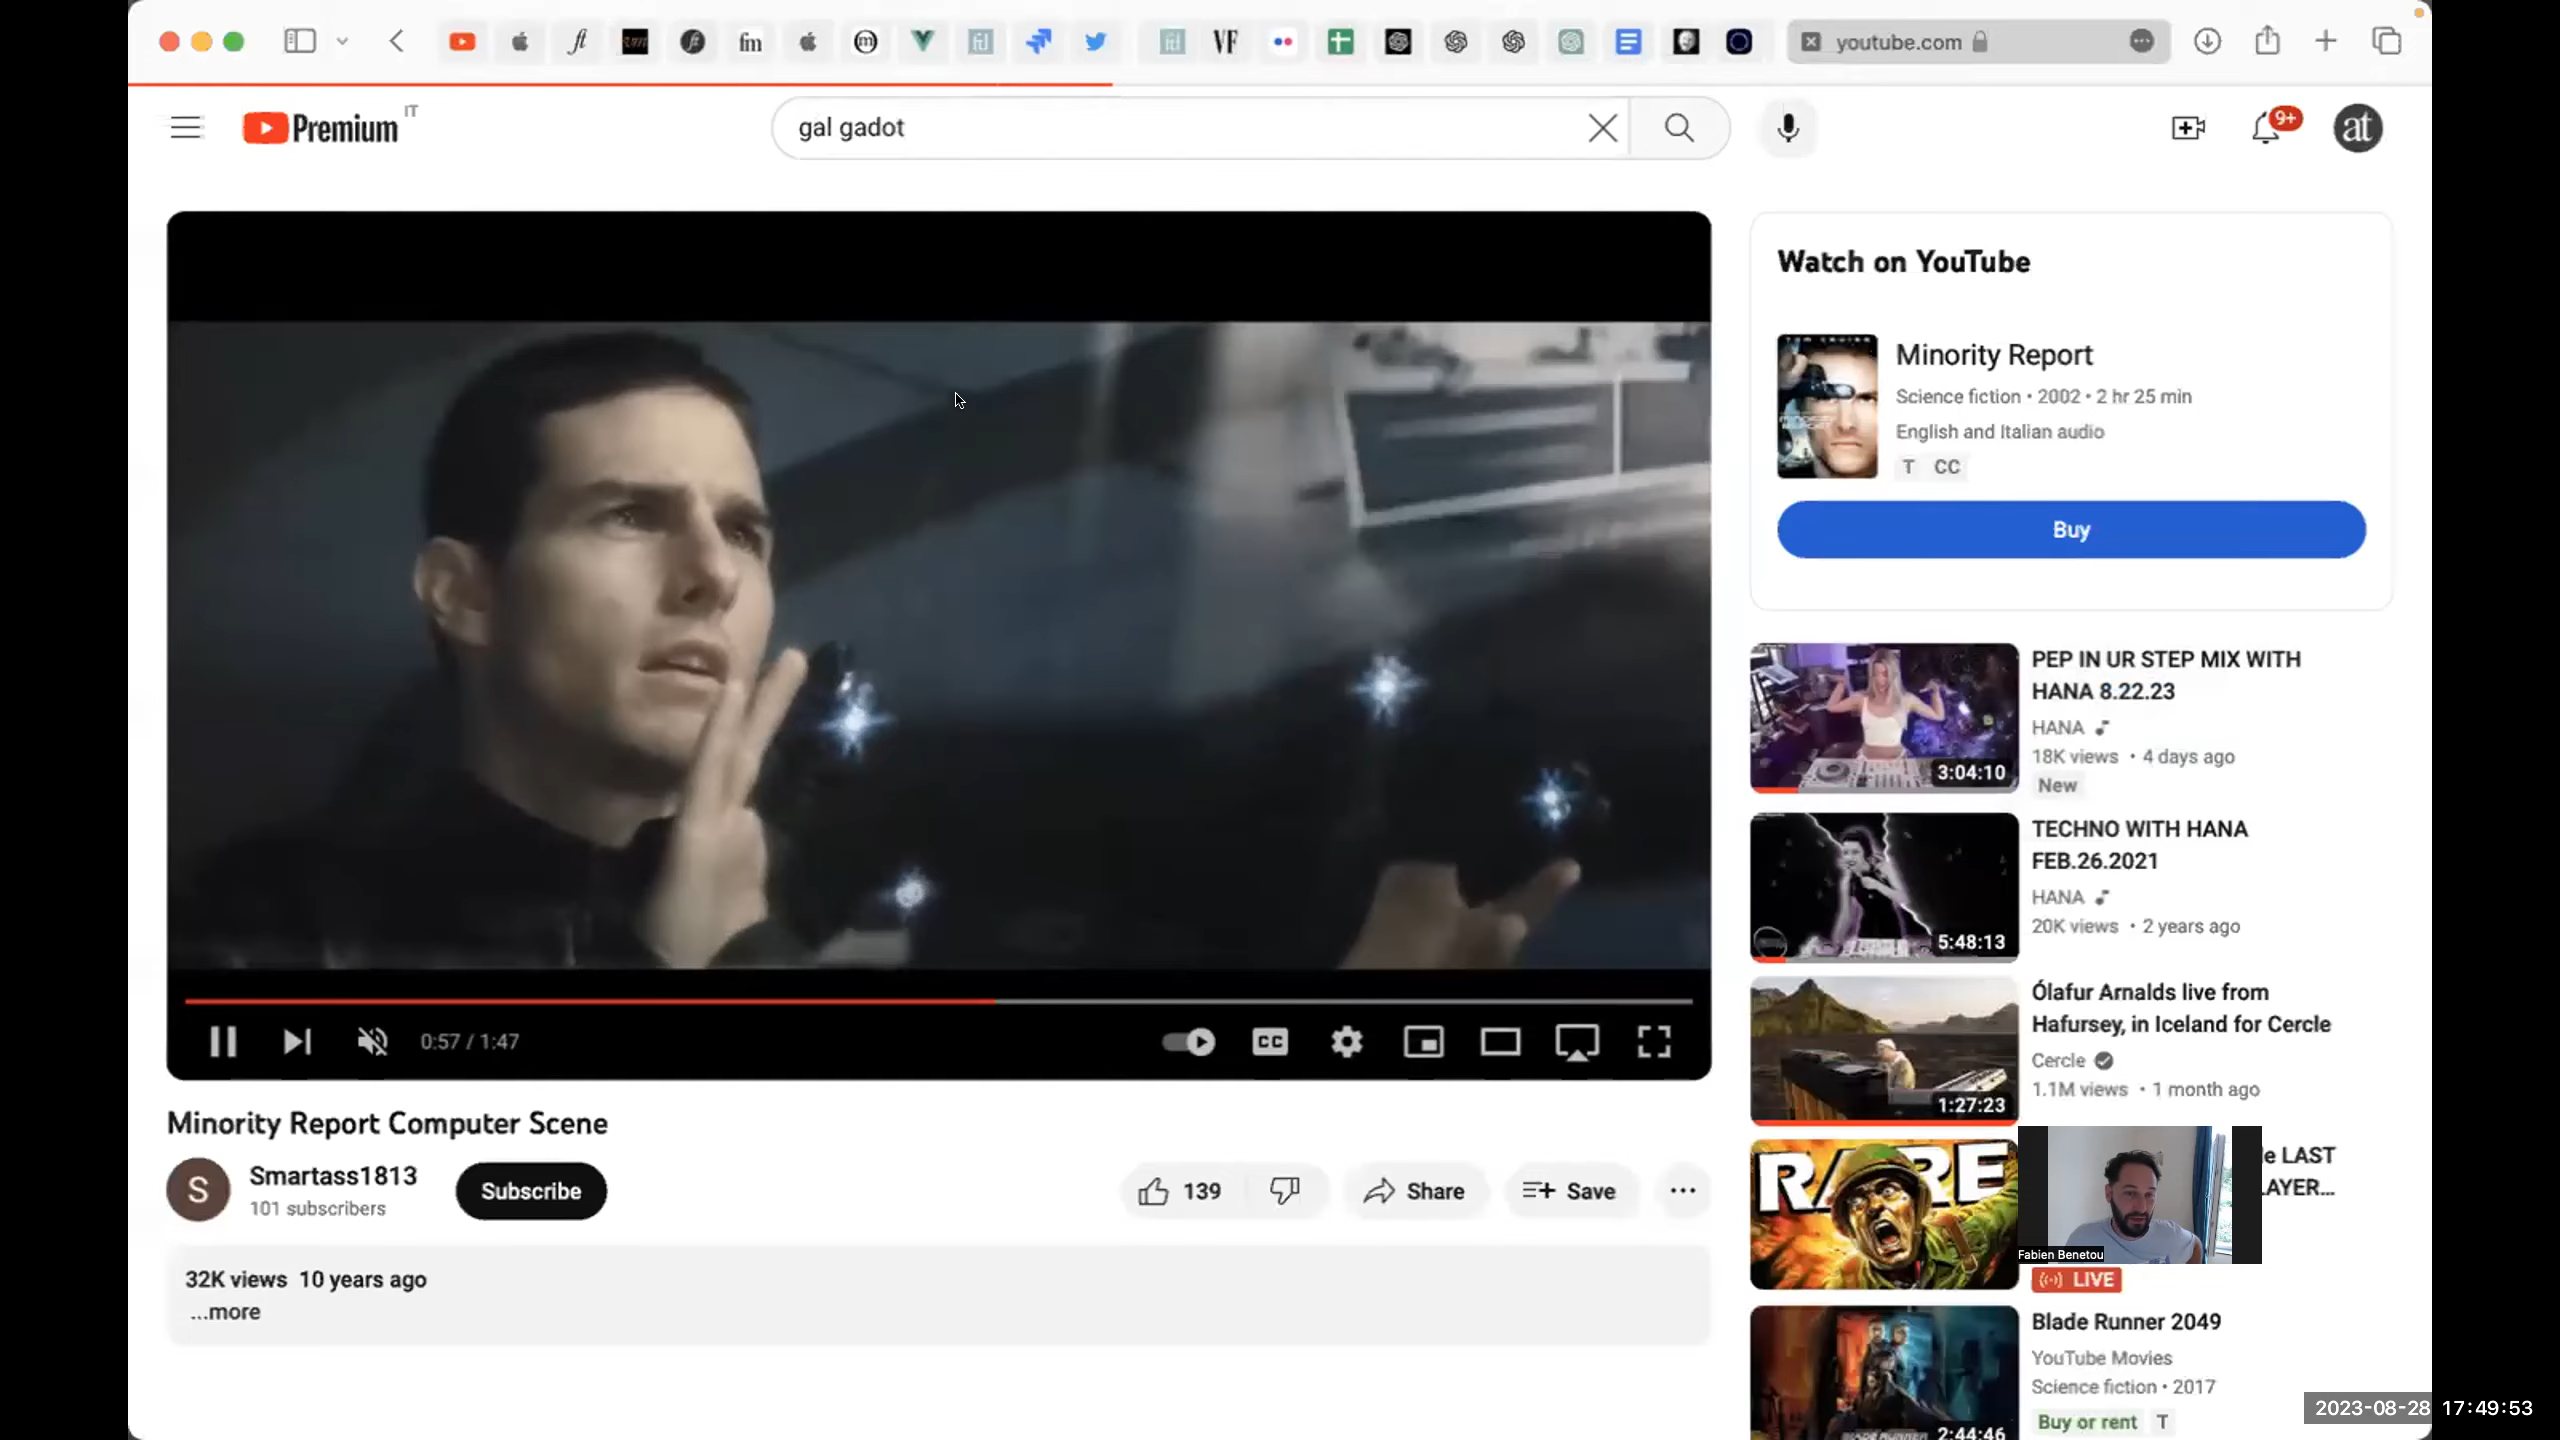 fm
VF
youtube.com
Premium
IT
gal gadot
9+
at
Watch on YouTube
Minority Report
Science fiction • 2002 • 2 hr 25 min
English and Italian audio
T CC
Buy
PEP IN UR STEP MIX WITH
HANA 8.22.23
HANA
18K views • 4 days ago
New
3:04:10
TECHNO WITH HANA
FEB.26.2021
HANA
20K views • 2 years ago
5:48:13
Ólafur Arnalds live from
Hafursey, in Iceland for Cercle
Cercle
1.1M views • 1 month ago
1:27:23
0:57 / 1:47
CC
Minority Report Computer Scene
S
Smartass1813
101 subscribers
Subscribe
139
Share
Save
32K views 10 years ago
...more
RARE
LAST
Fabien Benetou
LIVE
Blade Runner 2049
YouTube Movies
Science fiction • 2017
Buy or rent T
2:44:46
2023-08-28 17:49:53